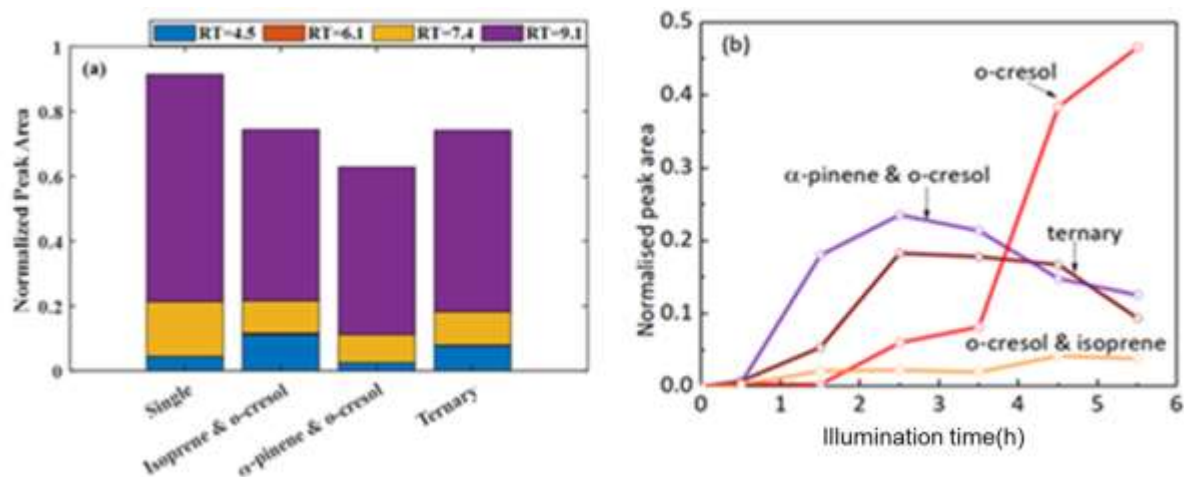 RT=4.5 RT=6.1 RT=7.4 RT=9.1
(a)
Normalized Peak Area
1
0.8
0.6
0.4
0.2
0
Single
Isoprene & o-cresol
α-pinene & o-cresol
Ternary
(b)
Normalised peak area
0.5
0.4
0.3
0.2
0.1
0.0
o-cresol
α-pinene & o-cresol
ternary
o-cresol & isoprene
0 1 2 3 4 5 6
Illumination time(h)